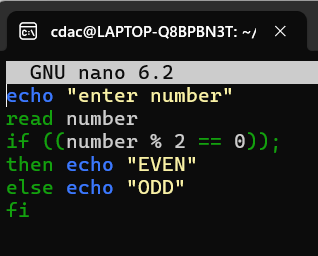 cdac@LAPTOP-Q8BPBN3T: ~/
GNU nano 6.2
echo "enter number"
read number
if ((number % 2 == 0));
then echo "EVEN"
else echo "ODD"
fi